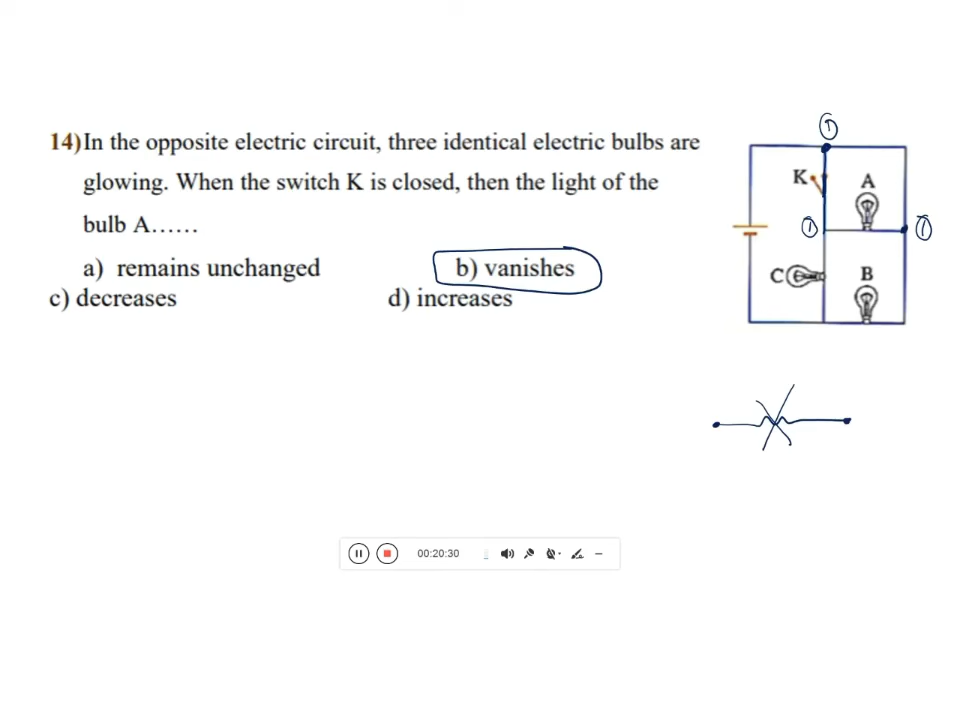 14)In the opposite electric circuit, three identical electric bulbs are
glowing. When the switch K is closed, then the light of the
bulb A......
a) remains unchanged
b) vanishes
c) decreases
d) increases
1
K
A
1
1
C
B
00:20:30